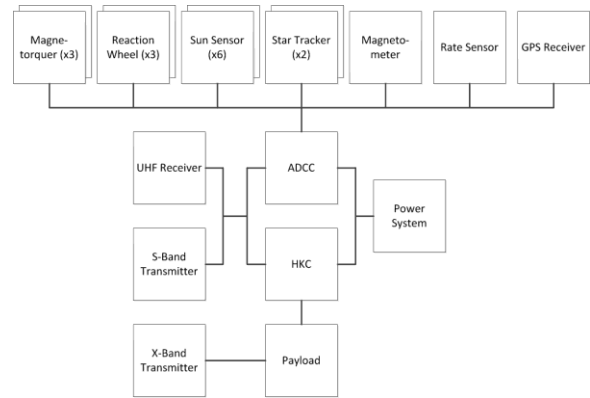 Magne-
torquer (x3)
Reaction
Wheel (x3)
Sun Sensor
(x6)
Star Tracker
(x2)
Magneto-
meter
Rate Sensor
GPS Receiver
UHF Receiver
ADCC
Power
System
S-Band
Transmitter
HKC
X-Band
Transmitter
Payload